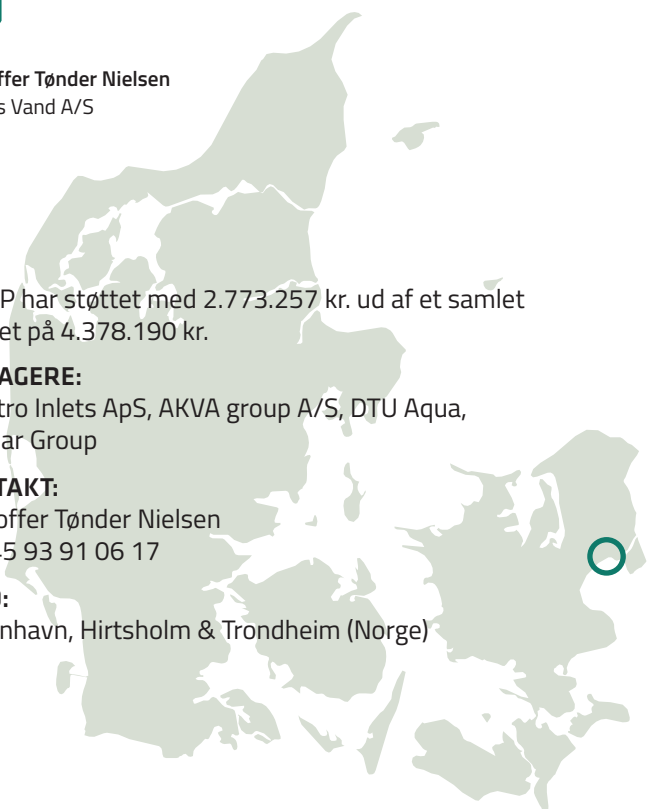 ffer Tønder Nielsen
s Vand A/S
P har støttet med 2.773.257 kr. ud af et samlet
et på 4.378.190 kr.
AGERE:
tro Inlets ApS, AKVA group A/S, DTU Aqua,
ar Group
TAKT:
offer Tønder Nielsen
45 93 91 06 17
:
nhavn, Hirtsholm & Trondheim (Norge)